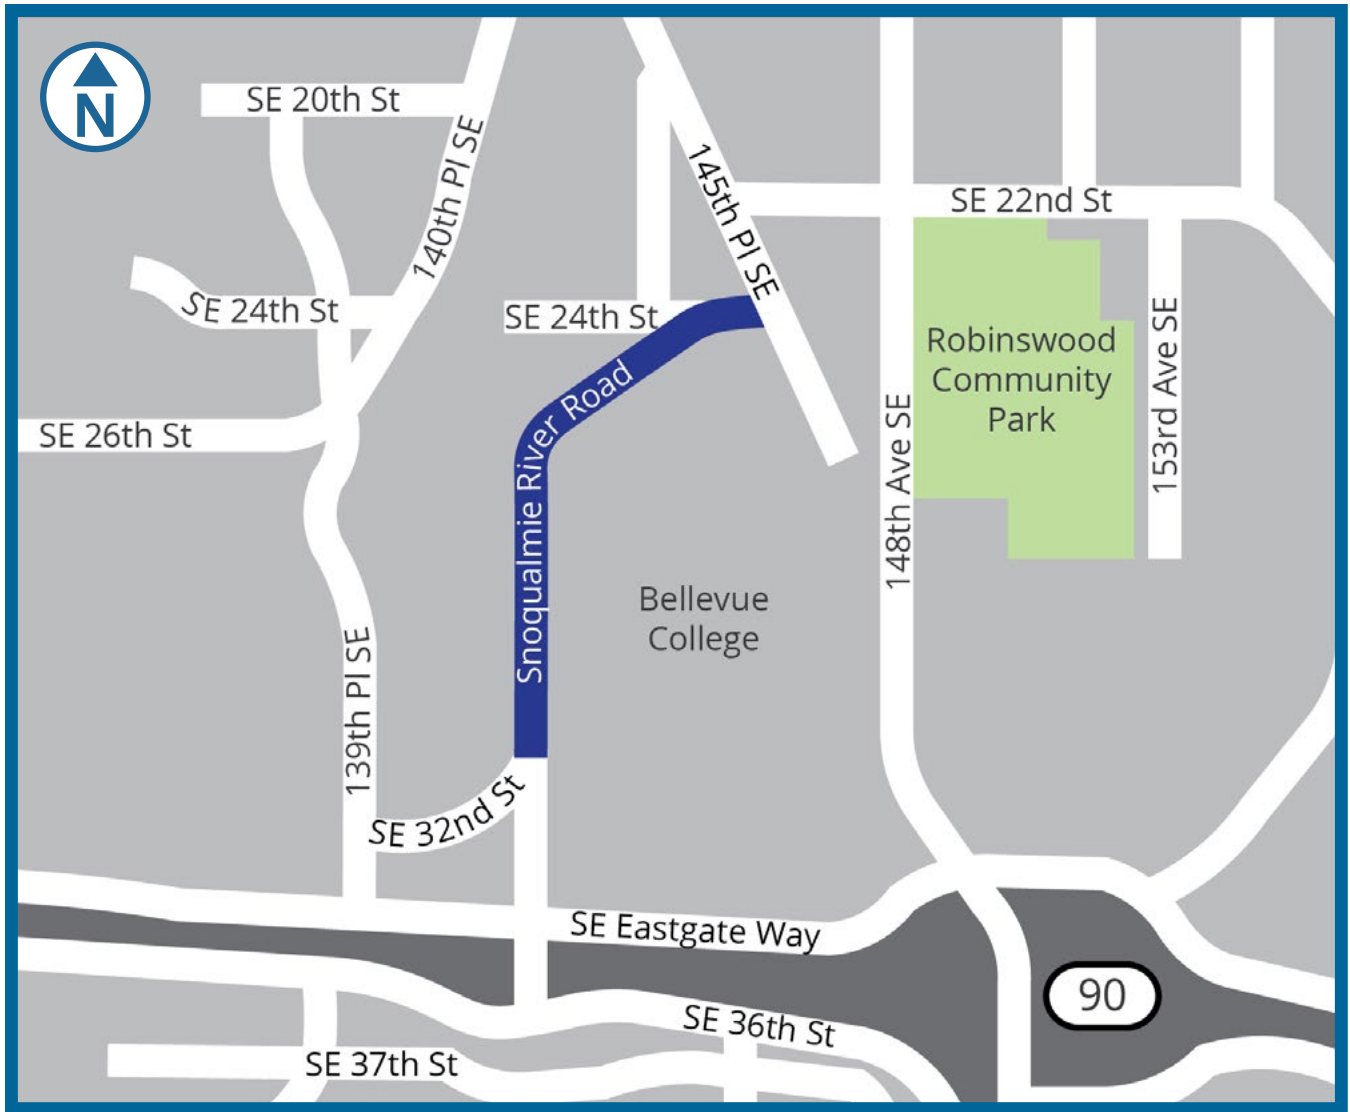 N
SE 20th St
140th Pl SE
145th Pl SE
SE 22nd St
SE 24th St
SE 24th St
Robinswood
Community
Park
153rd Ave SE
Snoqualmie River Road
148th Ave SE
SE 26th St
Bellevue
College
139th Pl SE
SE 32nd St
SE Eastgate Way
90
SE 36th St
SE 37th St